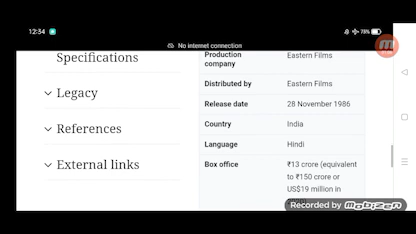 12:34
73%
No internet connection
Specifications
Legacy
References
External links
Production
company
Eastern Films
Distributed by
Eastern Films
Release date
28 November 1986
Country
India
Language
Hindi
Box office
₹13 crore (equivalent
to ₹150 crore or
US$19 million in
Recorded by
MOBIZEN